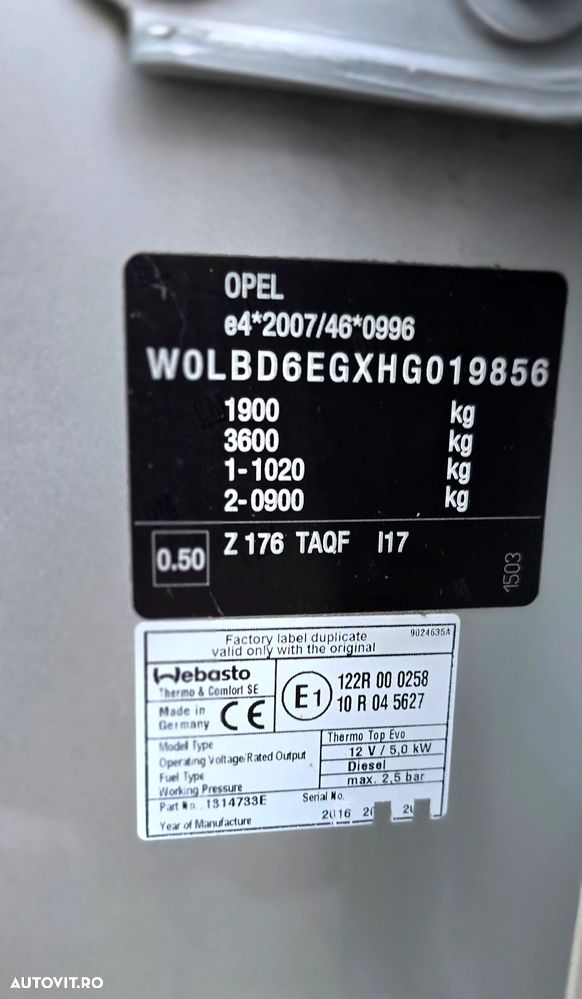 OPEL
e4*2007/46*0996
W0LBD6EGXHG019856
1900 kg
3600 kg
1-1020 kg
2-0900 kg
0.50 Z 176 TAQF I17
1503
Factory label duplicate 9024635A
valid only with the original
Webasto
Thermo & Comfort SE
Made in
Germany
CE
E1
122R 00 0258
10 R 04 5627
Model Type Thermo Top Evo
Operating Voltage/Rated Output 12 V / 5,0 kW
Fuel Type Diesel
Working Pressure max. 2,5 bar
Part No. 1314733E Serial No.
Year of Manufacture 2016
AUTOVIT.RO